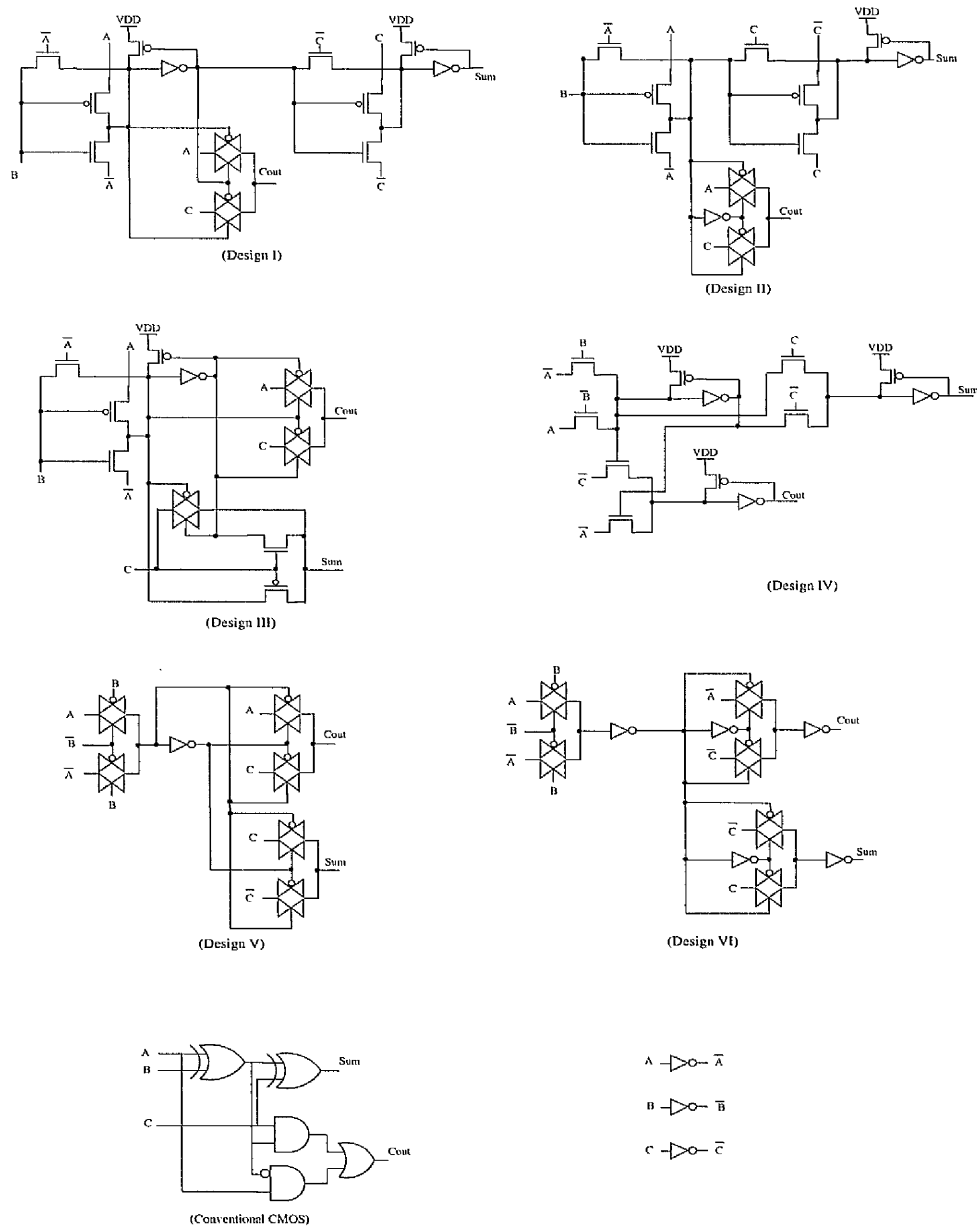 VDD
A̅
A
C̅
C
VDD
Sum
A
Cout
B
A̅
C
C̅
(Design I)
VDD
A̅
A
C
C̅
Sum
B
A̅
A
C
Cout
C
(Design II)
VDD
A̅
A
A
Cout
C
B
A̅
C
Sum
(Design III)
B
C
VDD
VDD
A̅
B̅
C̅
Sum
A
VDD
C̅
Cout
A̅
(Design IV)
B
A
A
B̅
Cout
A̅
C
B
C
Sum
C̅
(Design V)
B
A
A̅
B̅
Cout
A̅
C̅
B
C̅
Sum
C
(Design VI)
A
B
Sum
C
Cout
(Conventional CMOS)
A A̅
B B̅
C C̅